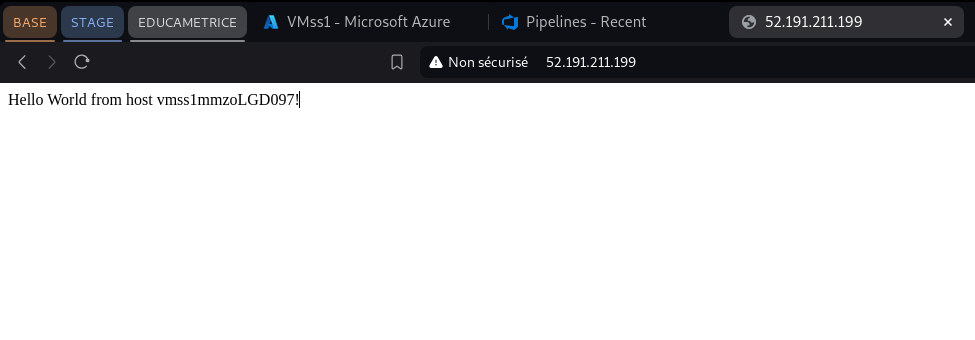 BASE STAGE EDUCAMETRICE VMss1 - Microsoft Azure Pipelines - Recent 52.191.211.199
Non sécurisé 52.191.211.199
Hello World from host vmss1mmzoLGD097!